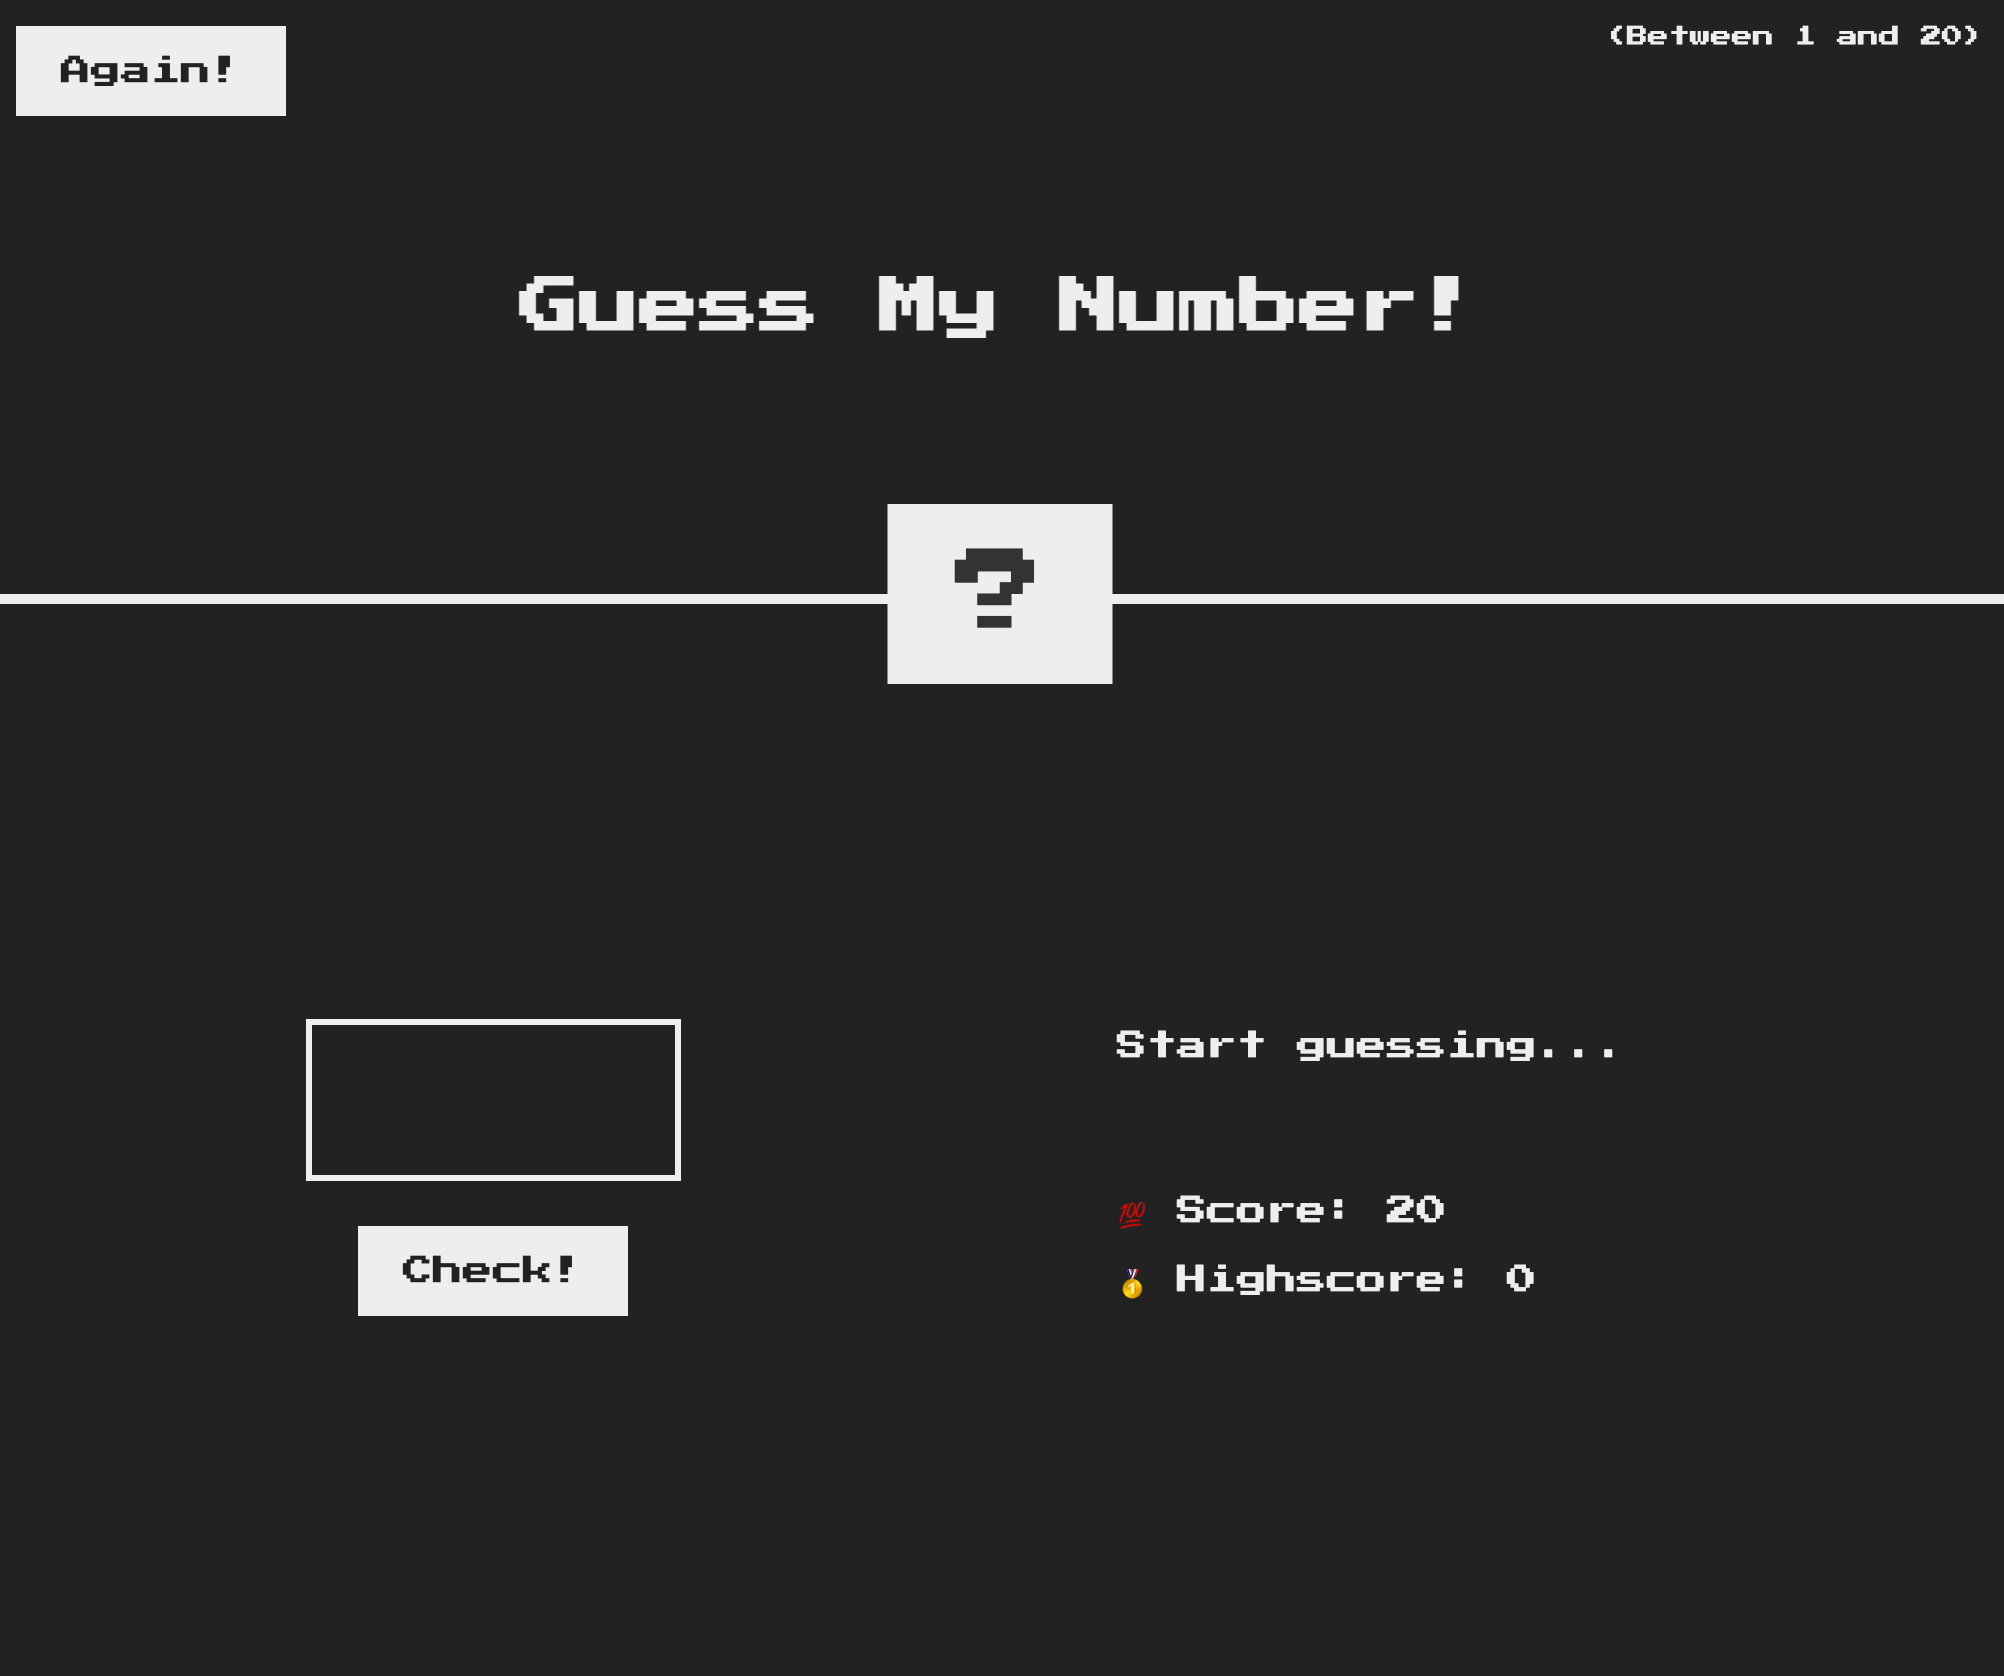 Again!
(Between 1 and 20)
Guess My Number!
?
Start guessing...
💯 Score: 20
🥇 Highscore: 0
Check!